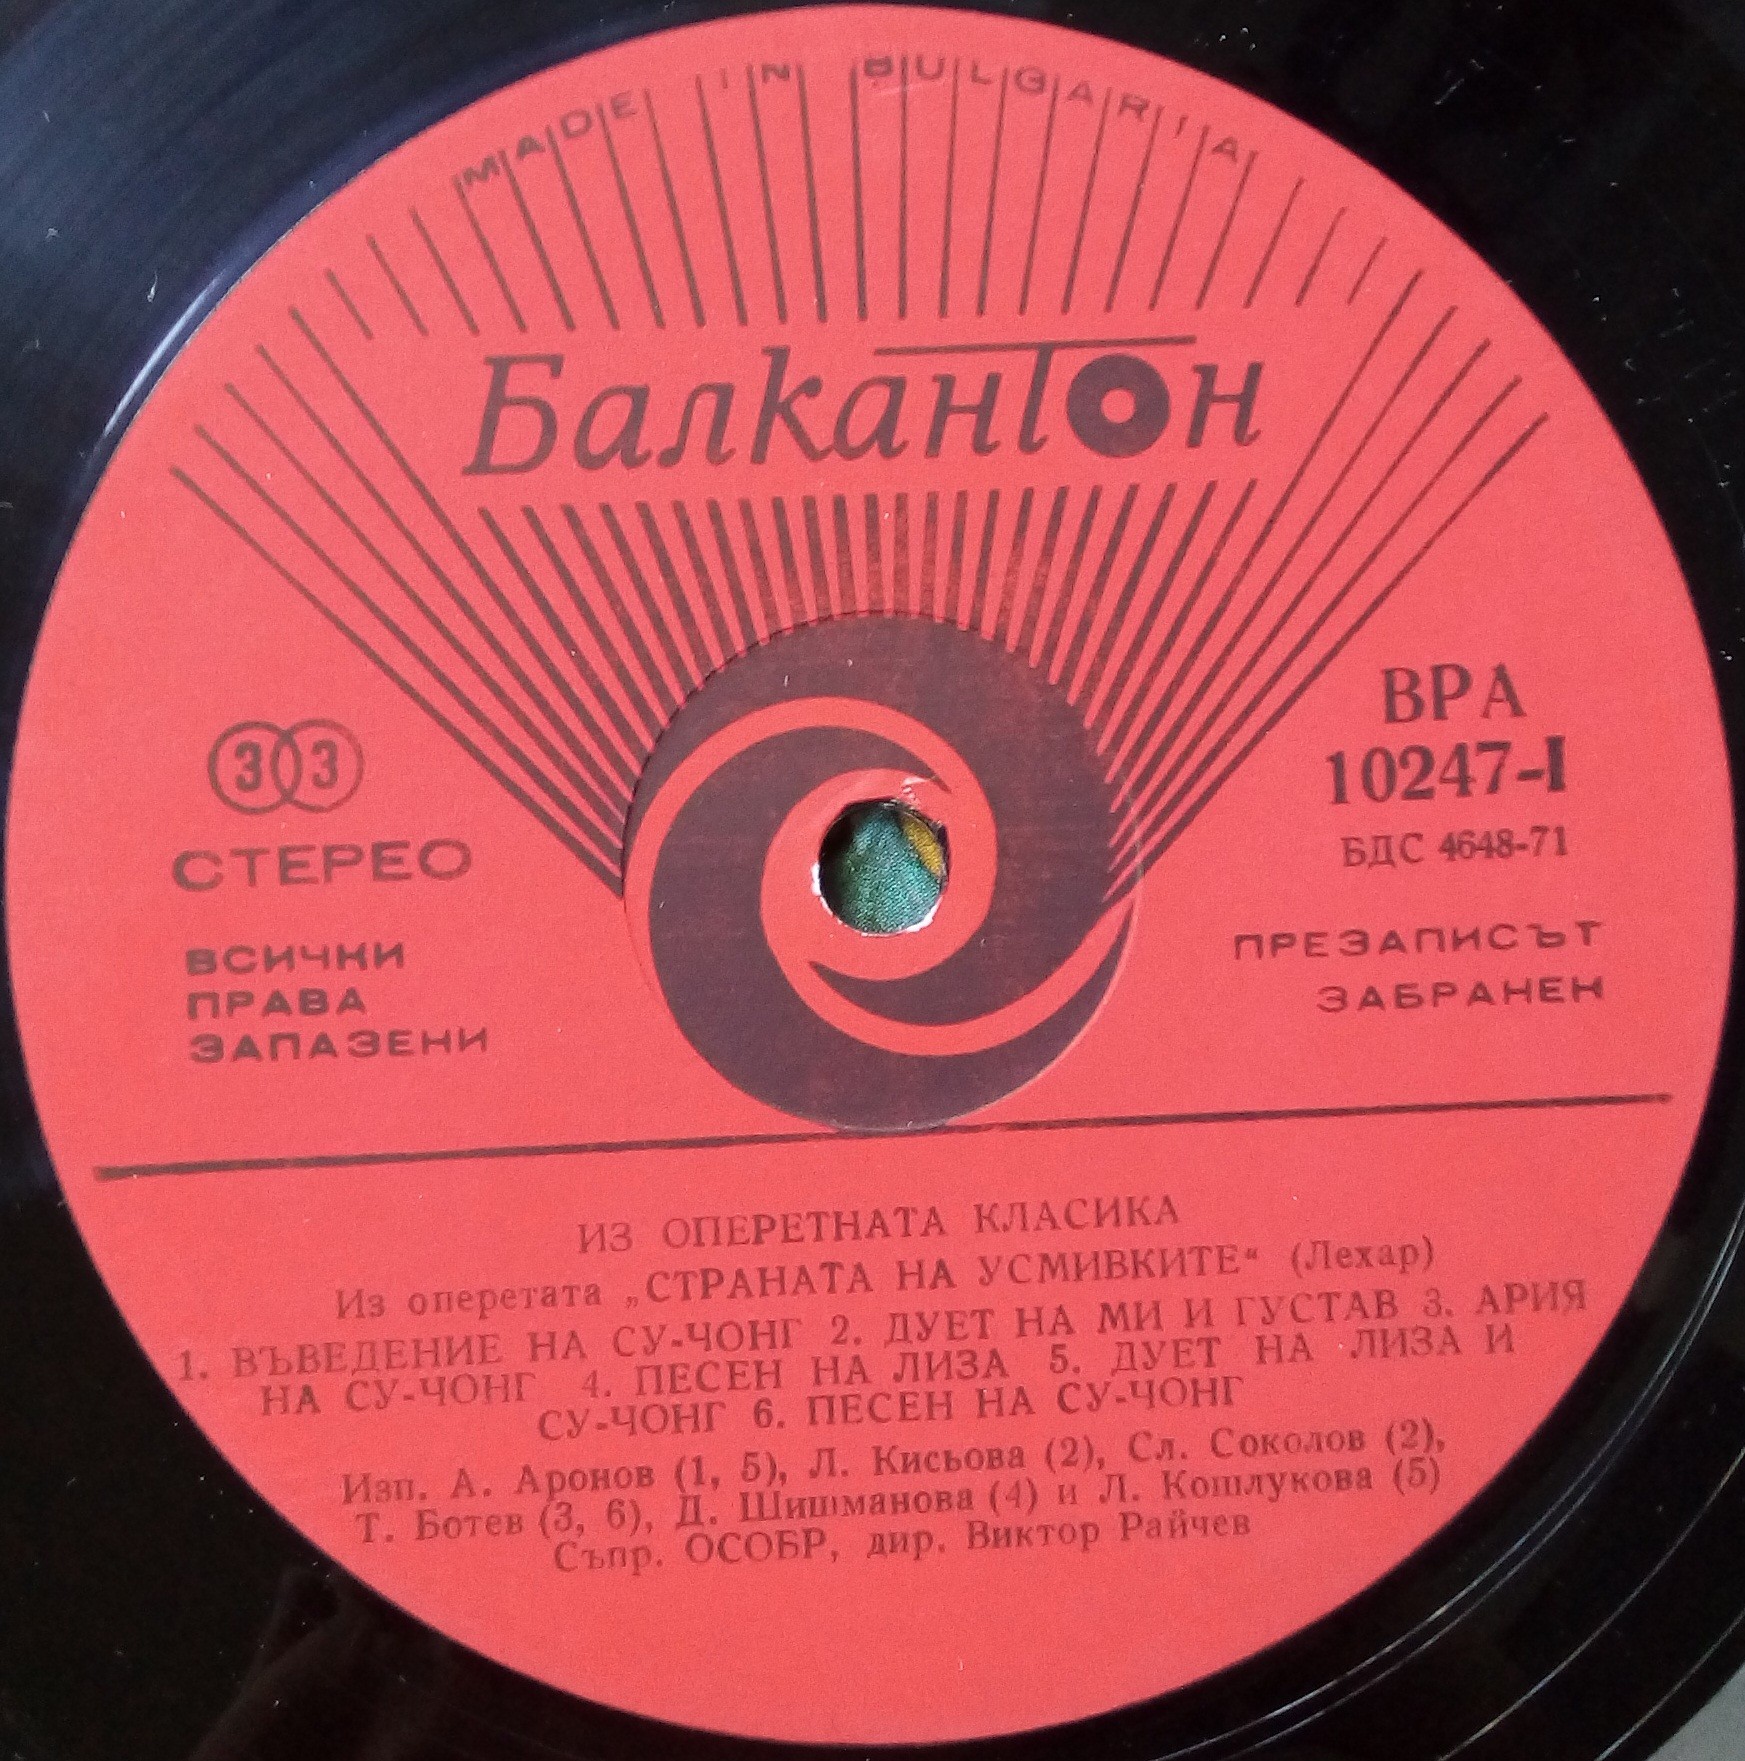 MADE IN BULGARIA
Балкантон
33
СТЕРЕО
ВСИЧКИ
ПРАВА
ЗАПАЗЕНИ
ВРА
10247-I
БДС 4648-71
ПРЕЗАПИСЪТ
ЗАБРАНЕН
ИЗ ОПЕРЕТНАТА КЛАСИКА
Из оперетата „СТРАНАТА НА УСМИВКИТЕ“ (Лехар)
1. ВЪВЕДЕНИЕ НА СУ-ЧОНГ 2. ДУЕТ НА МИ И ГУСТАВ 3. АРИЯ
НА СУ-ЧОНГ 4. ПЕСЕН НА ЛИЗА 5. ДУЕТ НА ЛИЗА И
СУ-ЧОНГ 6. ПЕСЕН НА СУ-ЧОНГ
Изп. А. Аронов (1, 5), Л. Кисьова (2), Сл. Соколов (2),
Т. Ботев (3, 6), Д. Шишманова (4) и Л. Кошлукова (5)
Съпр. ОСОБР, дир. Виктор Райчев